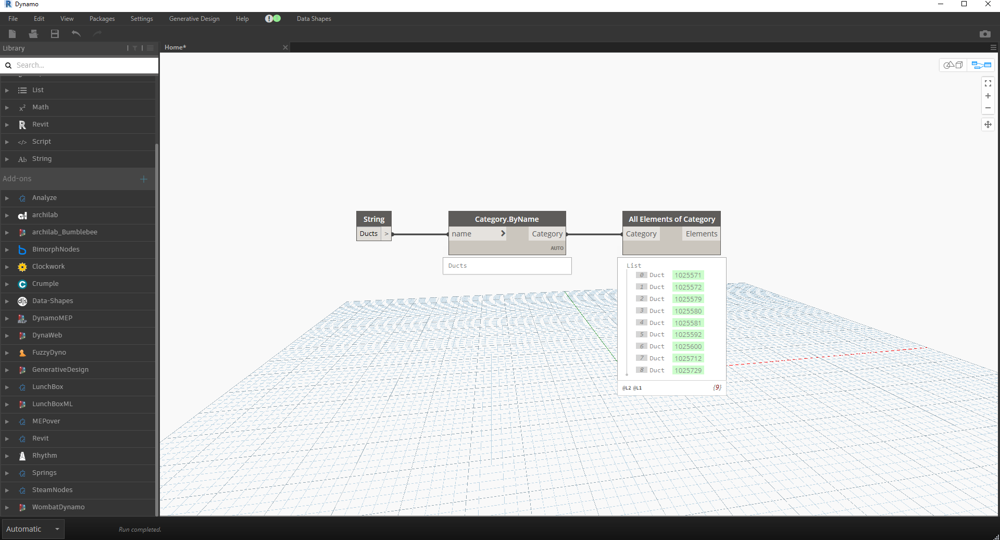 Dynamo
File Edit View Packages Settings Generative Design Help ! Data Shapes
Library
Home*
Search...
List
Math
Revit
Script
String
Add-ons
Analyze
archilab
archilab_Bumblebee
BimorphNodes
Clockwork
Crumple
Data-Shapes
DynamoMEP
DynaWeb
FuzzyDyno
GenerativeDesign
LunchBox
LunchBoxML
MEPover
Revit
Rhythm
Springs
SteamNodes
WombatDynamo
String
Ducts >
Category.ByName
name Category
AUTO
Ducts
All Elements of Category
Category Elements
List
0 Duct 1025571
1 Duct 1025572
2 Duct 1025579
3 Duct 1025580
4 Duct 1025581
5 Duct 1025592
6 Duct 1025600
7 Duct 1025712
8 Duct 1025729
@L2 @L1 {9}
Automatic
Run completed.